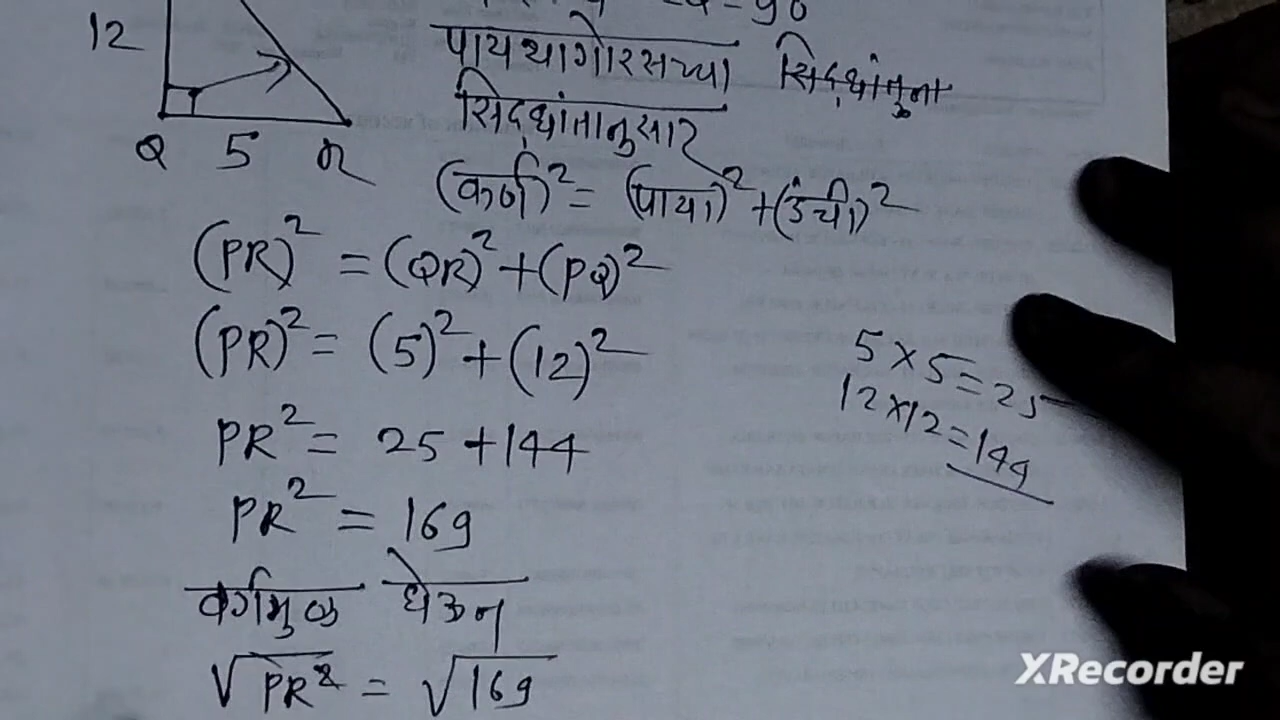 12
पायथागोरसच्या
सिद्धांतानुसार
Q 5 R
(कर्ण)² = (पाया)² + (उंची)²
(PR)² = (QR)² + (PQ)²
(PR)² = (5)² + (12)²
5 × 5 = 25
12 × 12 = 144
PR² = 25 + 144
PR² = 169
वर्गमुळ घेऊन
√PR² = √169
XRecorder